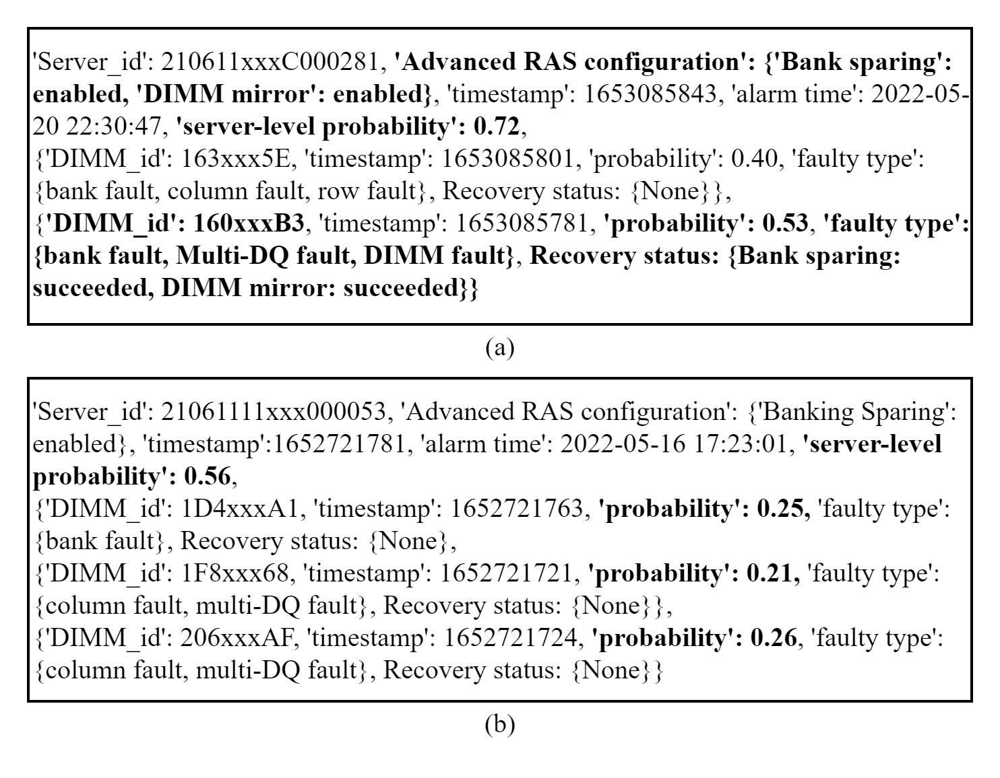 'Server_id': 210611xxxC000281, 'Advanced RAS configuration': {'Bank sparing':
enabled, 'DIMM mirror': enabled}, 'timestamp': 1653085843, 'alarm time': 2022-05-
20 22:30:47, 'server-level probability': 0.72,
{'DIMM_id': 163xxx5E, 'timestamp': 1653085801, 'probability': 0.40, 'faulty type':
{bank fault, column fault, row fault}, Recovery status: {None}},
{'DIMM_id': 160xxxB3, 'timestamp': 1653085781, 'probability': 0.53, 'faulty type':
{bank fault, Multi-DQ fault, DIMM fault}, Recovery status: {Bank sparing:
succeeded, DIMM mirror: succeeded}}
(a)
'Server_id': 21061111xxx000053, 'Advanced RAS configuration': {'Banking Sparing':
enabled}, 'timestamp':1652721781, 'alarm time': 2022-05-16 17:23:01, 'server-level
probability': 0.56,
{'DIMM_id': 1D4xxxA1, 'timestamp': 1652721763, 'probability': 0.25, 'faulty type':
{bank fault}, Recovery status: {None},
{'DIMM_id': 1F8xxx68, 'timestamp': 1652721721, 'probability': 0.21, 'faulty type':
{column fault, multi-DQ fault}, Recovery status: {None}},
{'DIMM_id': 206xxxAF, 'timestamp': 1652721724, 'probability': 0.26, 'faulty type':
{column fault, multi-DQ fault}, Recovery status: {None}}
(b)